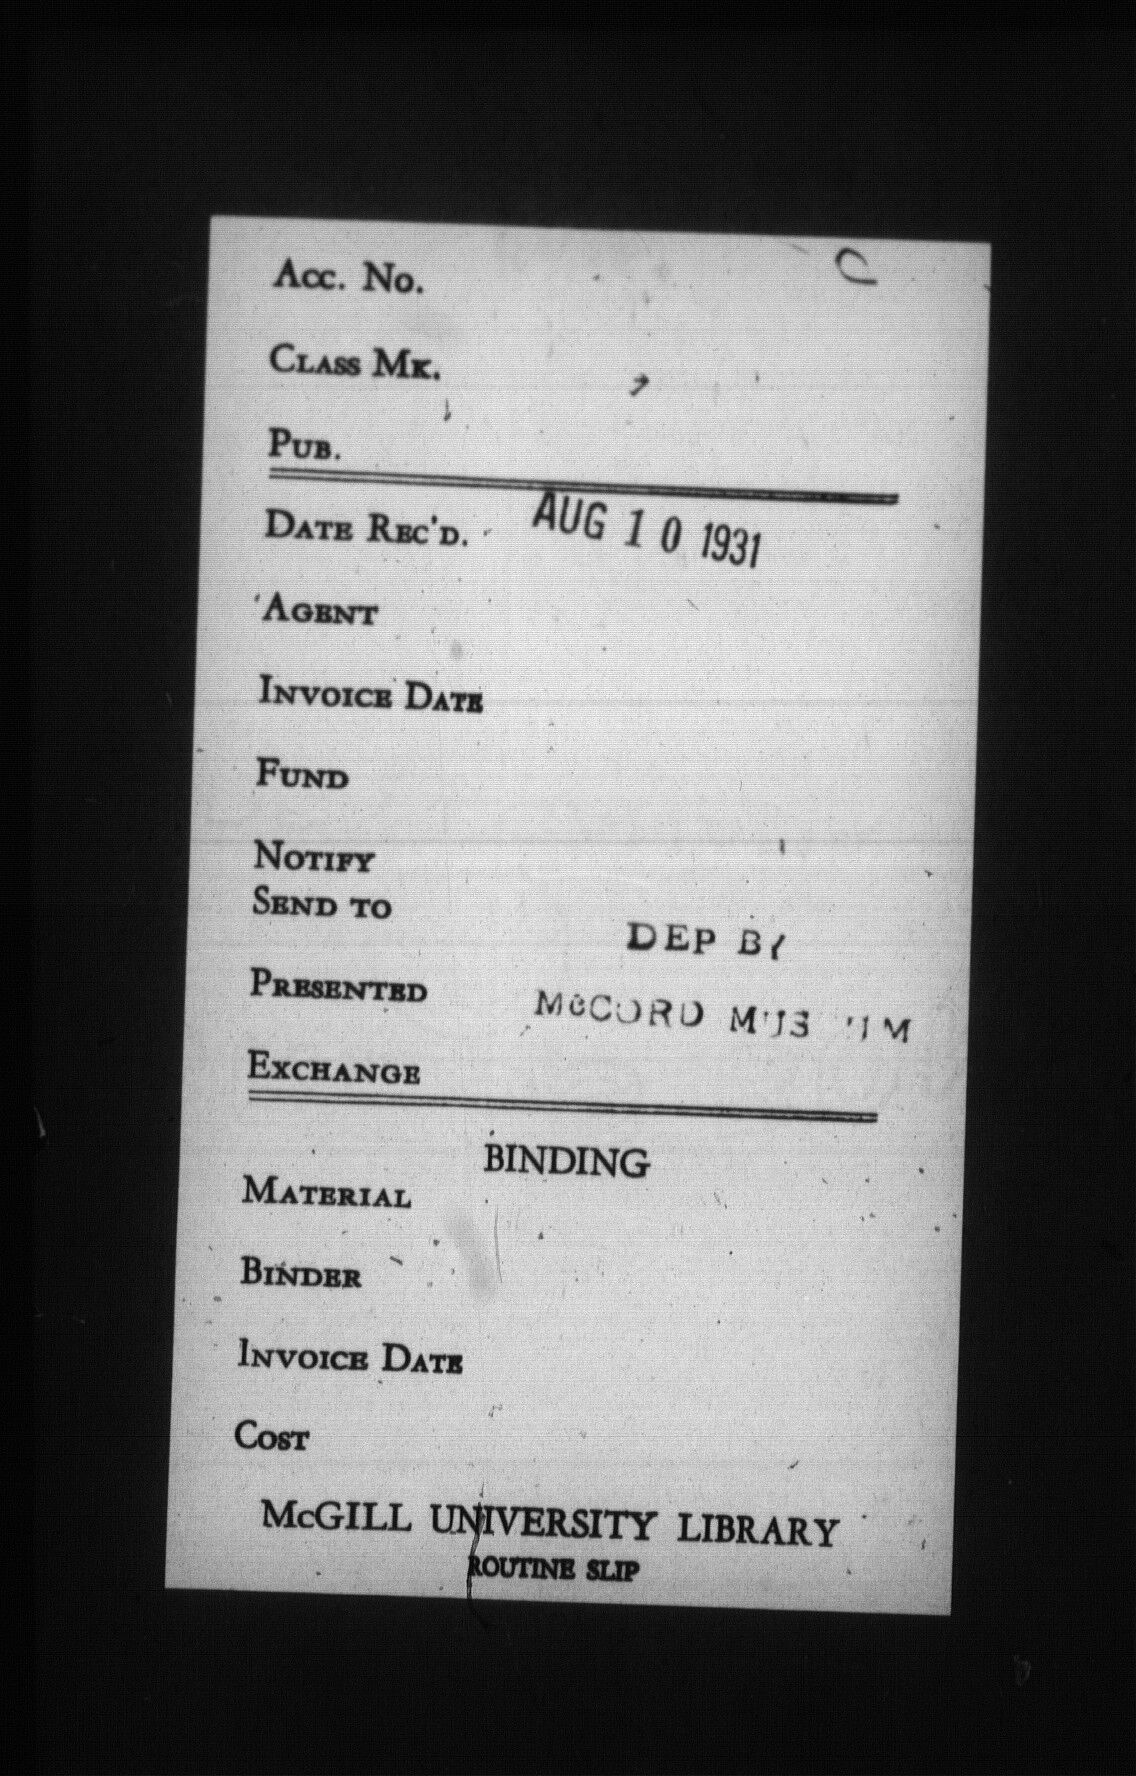 Acc. No.
Class Mk.
Pub.
Date Rec'd. AUG 10 1931
Agent
Invoice Date
Fund
Notify
Send to
DEP BY
Presented McCORD
Exchange
BINDING
Material
Binder
Invoice Date
Cost
McGILL UNIVERSITY LIBRARY
ROUTINE SLIP